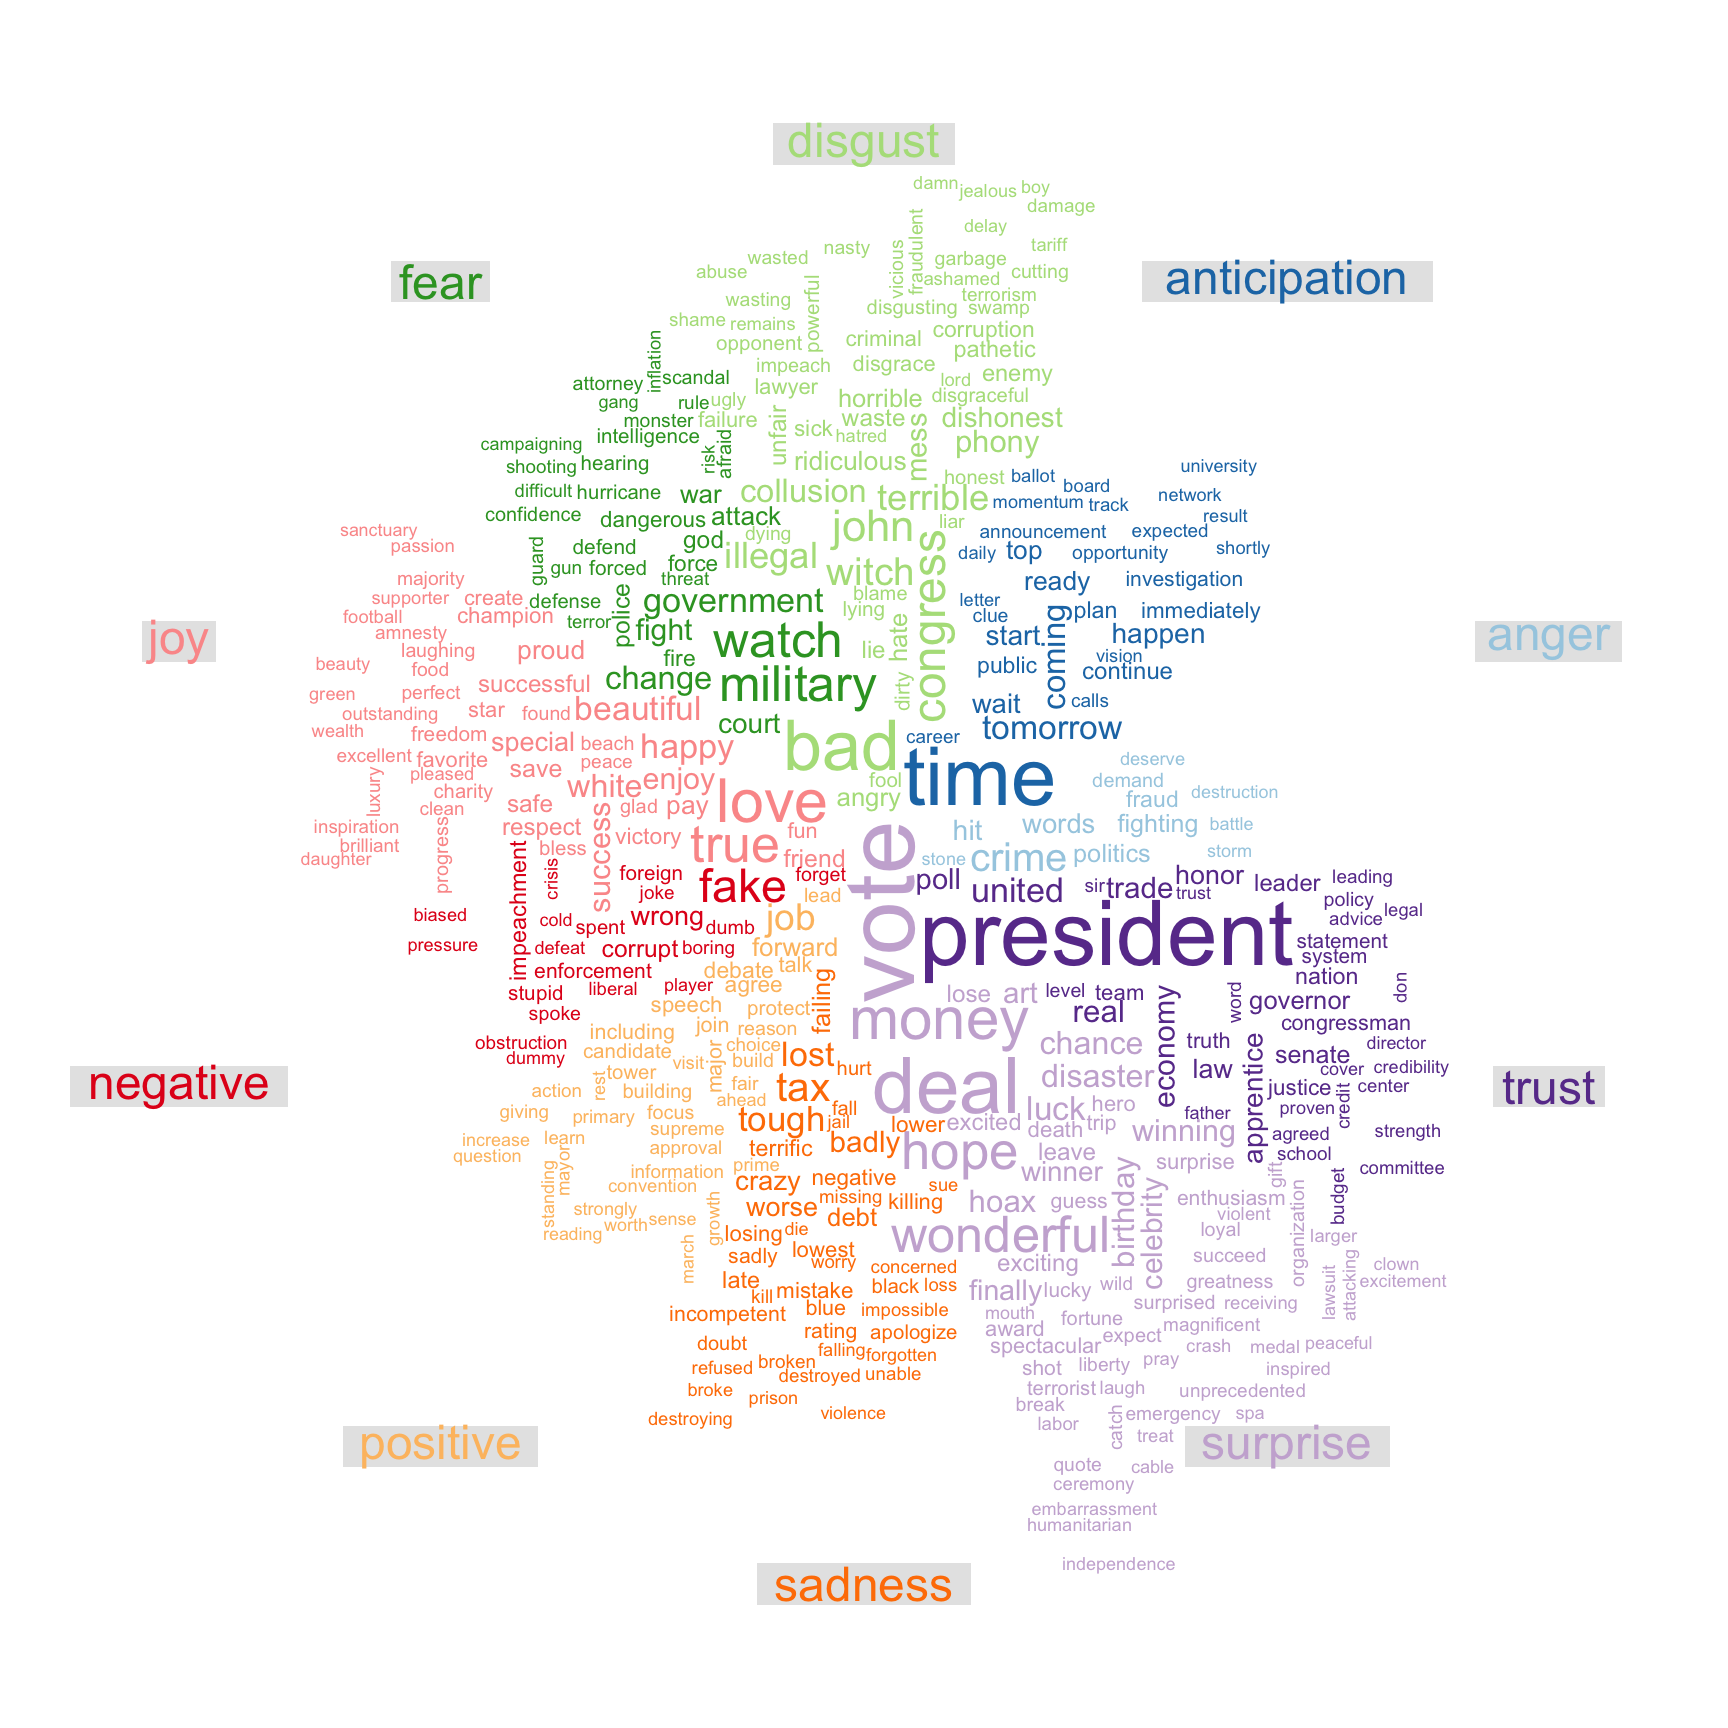 disgust
damn
jealous
boy
damage
delay
tariff
fraudulent
vicious
nasty
wasted
abuse
garbage
ashamed
cutting
terrorism
swamp
disgusting
wasting
powerful
shame
remains
opponent
criminal
corruption
pathetic
impeach
disgrace
enemy
lord
disgraceful
lawyer
horrible
waste
dishonest
ugly
failure
unfair
sick
hatred
mess
phony
ridiculous
honest
collusion
terrible
john
liar
dying
illegal
witch
congress
blame
lying
lie
hate
dirty
bad
fool
angry
fear
inflation
scandal
attorney
gang
rule
monster
intelligence
campaigning
shooting
hearing
risk
afraid
difficult
hurricane
war
confidence
dangerous
attack
god
defend
guard
gun
forced
force
threat
defense
terror
police
government
fight
watch
fire
change
military
court
anticipation
university
ballot
board
momentum
track
network
result
announcement
expected
daily
top
opportunity
shortly
ready
investigation
letter
clue
plan
immediately
start
coming
happen
public
vision
continue
wait
calls
career
tomorrow
time
joy
sanctuary
passion
majority
supporter
create
football
champion
amnesty
laughing
proud
beauty
food
successful
green
perfect
outstanding
star
found
beautiful
wealth
freedom
special
beach
happy
excellent
favorite
peace
pleased
save
white
enjoy
luxury
charity
clean
safe
glad
pay
love
inspiration
respect
success
victory
fun
true
brilliant
progress
bless
friend
daughter
anger
deserve
demand
fraud
destruction
hit
words
fighting
battle
stone
crime
politics
storm
negative
impeachment
crisis
foreign
joke
fake
forget
biased
cold
spent
wrong
dumb
pressure
defeat
corrupt
boring
enforcement
stupid
liberal
player
spoke
obstruction
dummy
trust
poll
united
sir
trade
honor
trust
leader
leading
policy
legal
advice
president
statement
system
nation
don
level
team
real
economy
word
governor
congressman
truth
director
law
apprentice
senate
cover
credibility
justice
credit
center
father
proven
agreed
strength
school
committee
budget
positive
lead
job
forward
debate
talk
agree
speech
protect
including
join
reason
candidate
choice
major
visit
build
tower
rest
action
building
fair
ahead
giving
primary
focus
supreme
increase
learn
approval
question
mayor
information
prime
standing
convention
strongly
growth
worth
sense
reading
march
surprise
vote
lose
art
money
chance
deal
disaster
luck
hero
excited
death
trip
winning
hope
leave
winner
surprise
gift
hoax
guess
birthday
celebrity
enthusiasm
violent
wonderful
loyal
organization
larger
exciting
succeed
clown
finally
lucky
wild
greatness
lawsuit
attacking
excitement
surprised
receiving
mouth
fortune
magnificent
award
expect
spectacular
crash
medal
peaceful
shot
liberty
pray
inspired
terrorist
laugh
unprecedented
break
emergency
spa
labor
catch
treat
quote
cable
ceremony
embarrassment
humanitarian
independence
sadness
failing
lost
hurt
tax
fall
tough
jail
lower
terrific
badly
crazy
negative
sue
missing
killing
worse
debt
losing
die
sadly
lowest
worry
concerned
late
black
loss
kill
mistake
incompetent
blue
impossible
rating
apologize
doubt
falling
forgotten
refused
broken
destroyed
unable
broke
prison
destroying
violence